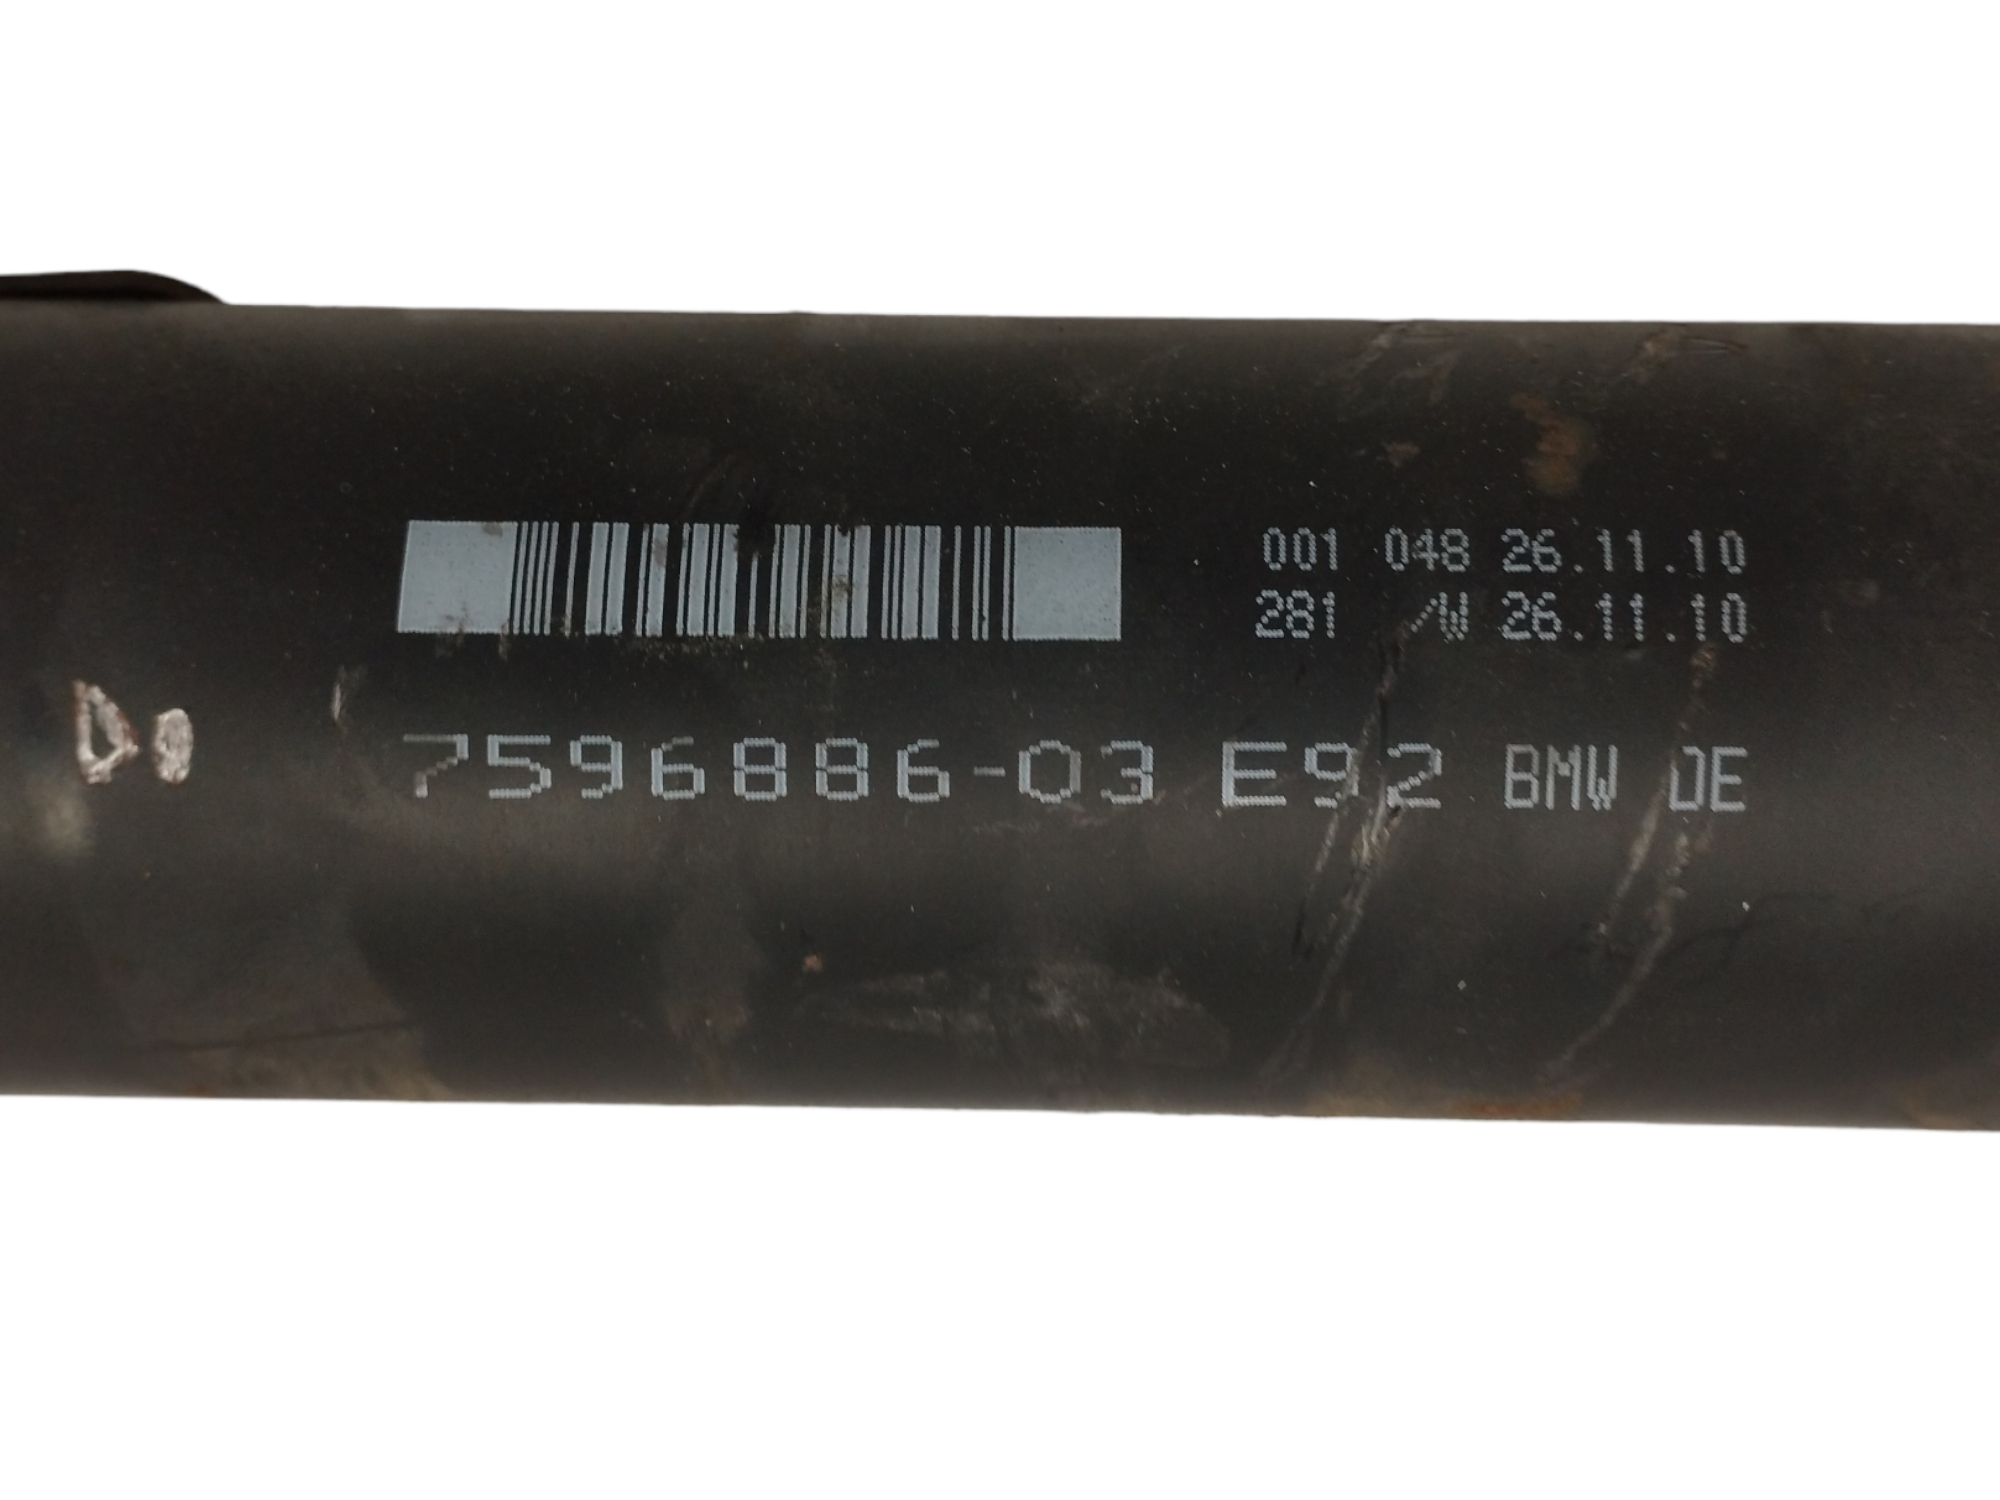 001 048 26.11.10
281 /W 26.11.10
7596886-03 E92 BMW DE